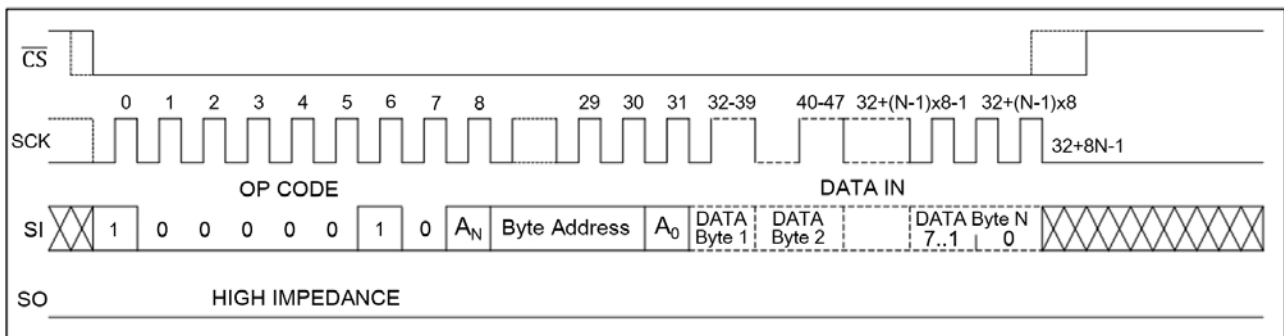 CS
0 1 2 3 4 5 6 7 8 29 30 31 32-39 40-47 32+(N-1)x8-1 32+(N-1)x8
SCK
32+8N-1
OP CODE DATA IN
SI 1 0 0 0 0 0 1 0 AN Byte Address A0 DATA Byte 1 DATA Byte 2 DATA Byte N 7..1 0
SO HIGH IMPEDANCE